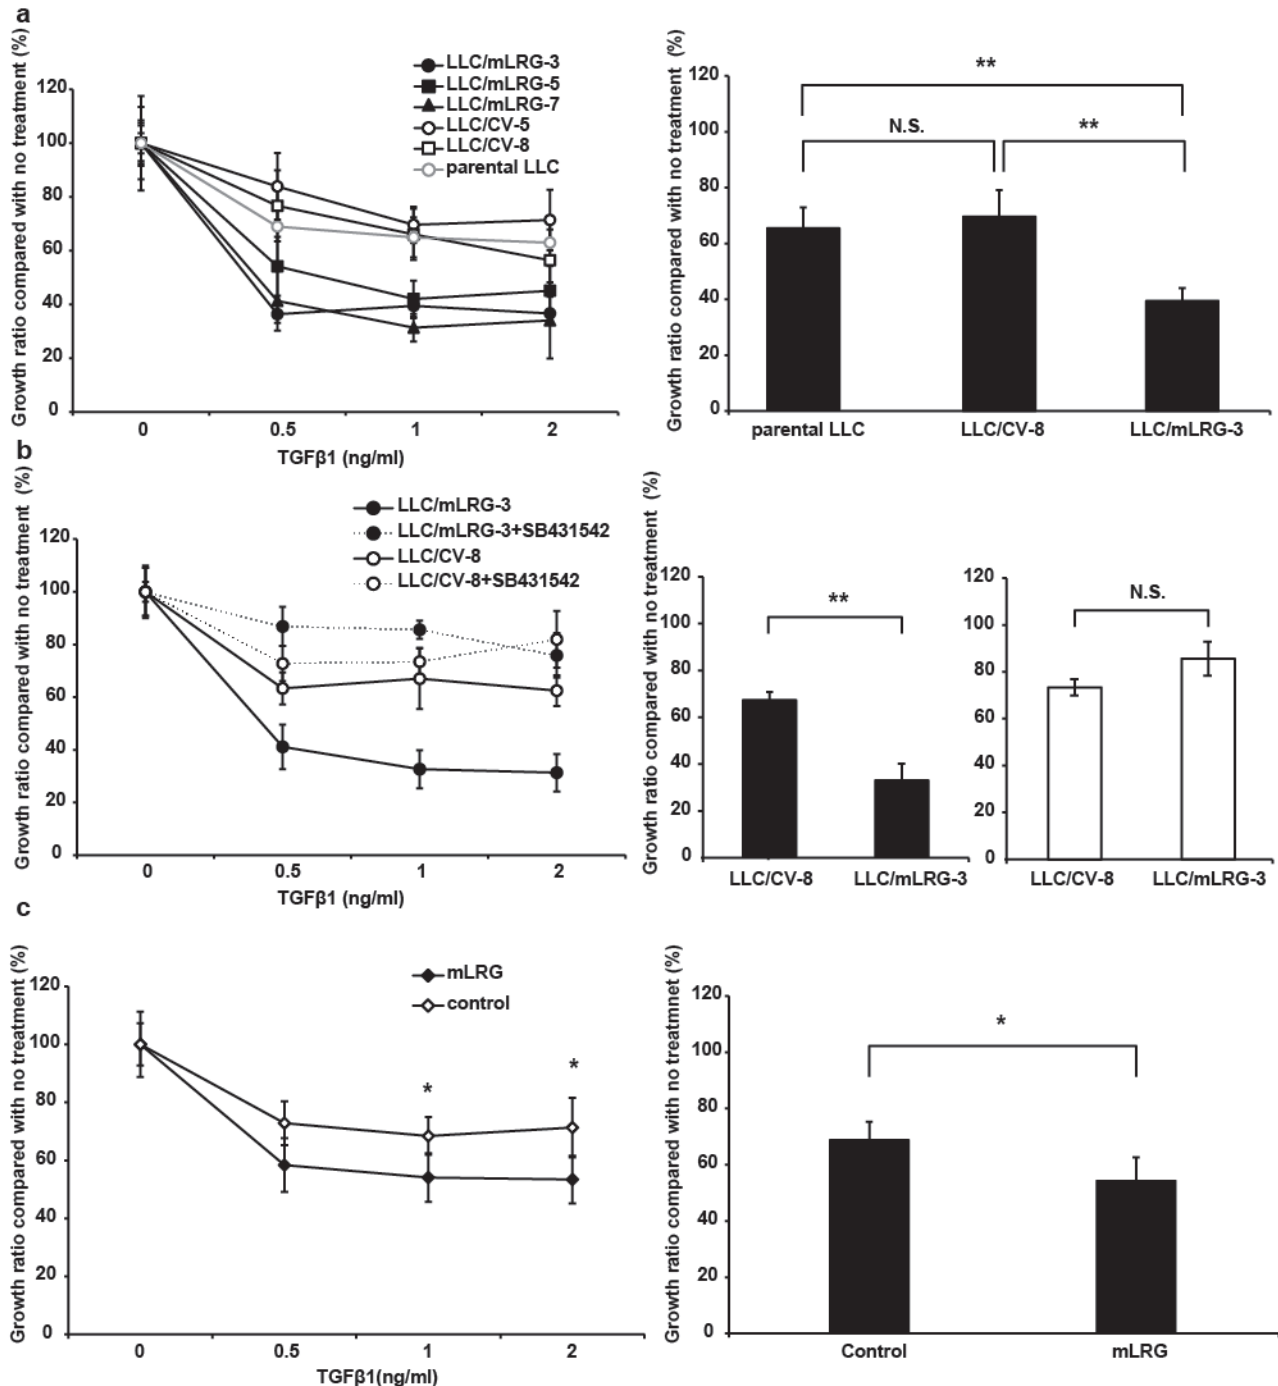 a
Growth ratio compared with no treatment (%)
120
100
80
60
40
20
0
0 0.5 1 2
TGFβ1 (ng/ml)
LLC/mLRG-3
LLC/mLRG-5
LLC/mLRG-7
LLC/CV-5
LLC/CV-8
parental LLC
Growth ratio compared with no treatment (%)
120
100
80
60
40
20
0
**
N.S. **
parental LLC LLC/CV-8 LLC/mLRG-3
b
Growth ratio compared with no treatment (%)
120
100
80
60
40
20
0
0 0.5 1 2
TGFβ1 (ng/ml)
LLC/mLRG-3
LLC/mLRG-3+SB431542
LLC/CV-8
LLC/CV-8+SB431542
Growth ratio compared with no treatment (%)
120
100
80
60
40
20
0
**
LLC/CV-8 LLC/mLRG-3
120
100
80
60
40
20
0
N.S.
LLC/CV-8 LLC/mLRG-3
c
Growth ratio compared with no treatment (%)
120
100
80
60
40
20
0
0 0.5 1 2
TGFβ1(ng/ml)
mLRG
control
* *
Growth ratio compared with no treatmnet (%)
120
100
80
60
40
20
0
*
Control mLRG